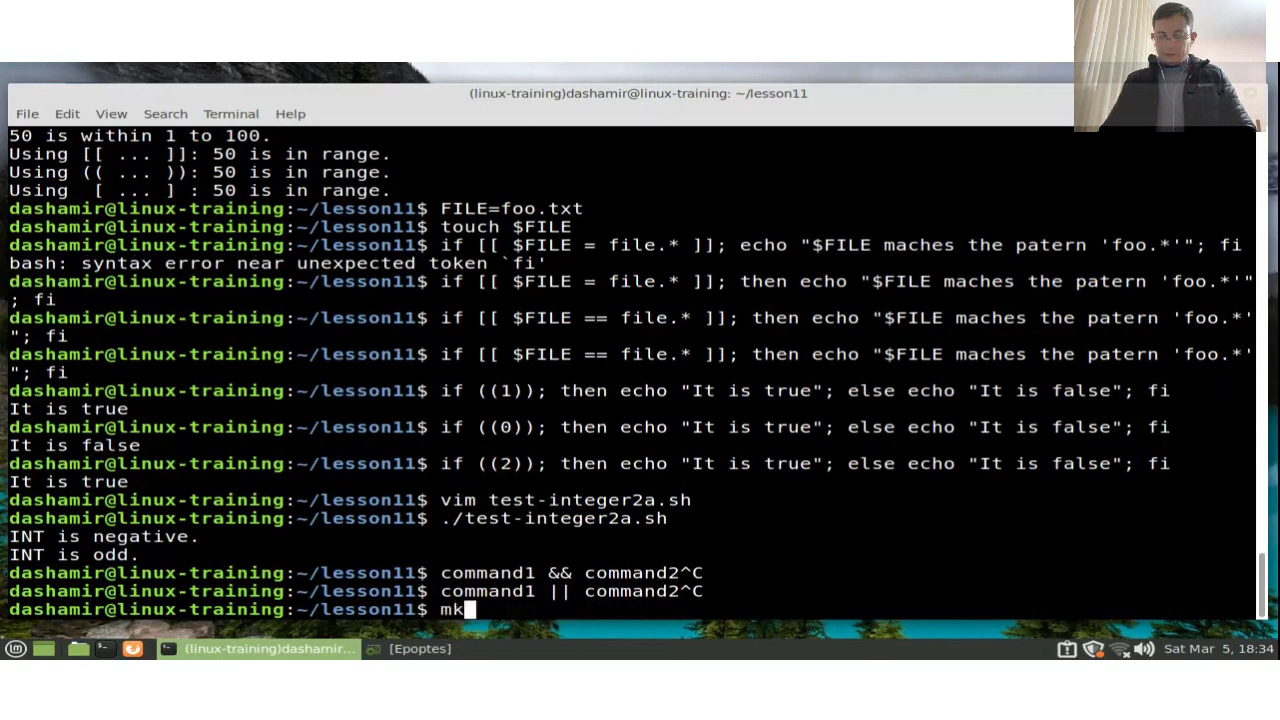 (linux-training)dashamir@linux-training: ~/lesson11
File Edit View Search Terminal Help
50 is within 1 to 100.
Using [[ ... ]]: 50 is in range.
Using (( ... )): 50 is in range.
Using  [ ... ] : 50 is in range.
dashamir@linux-training:~/lesson11$ FILE=foo.txt
dashamir@linux-training:~/lesson11$ touch $FILE
dashamir@linux-training:~/lesson11$ if [[ $FILE = file.* ]]; echo "$FILE maches the patern 'foo.*'"; fi
bash: syntax error near unexpected token `fi'
dashamir@linux-training:~/lesson11$ if [[ $FILE = file.* ]]; then echo "$FILE maches the patern 'foo.*'"
; fi
dashamir@linux-training:~/lesson11$ if [[ $FILE == file.* ]]; then echo "$FILE maches the patern 'foo.*'
"; fi
dashamir@linux-training:~/lesson11$ if [[ $FILE == file.* ]]; then echo "$FILE maches the patern 'foo.*'
"; fi
dashamir@linux-training:~/lesson11$ if ((1)); then echo "It is true"; else echo "It is false"; fi
It is true
dashamir@linux-training:~/lesson11$ if ((0)); then echo "It is true"; else echo "It is false"; fi
It is false
dashamir@linux-training:~/lesson11$ if ((2)); then echo "It is true"; else echo "It is false"; fi
It is true
dashamir@linux-training:~/lesson11$ vim test-integer2a.sh
dashamir@linux-training:~/lesson11$ ./test-integer2a.sh
INT is negative.
INT is odd.
dashamir@linux-training:~/lesson11$ command1 && command2^C
dashamir@linux-training:~/lesson11$ command1 || command2^C
dashamir@linux-training:~/lesson11$ mk
(linux-training)dashamir... [Epoptes] Sat Mar 5, 18:34